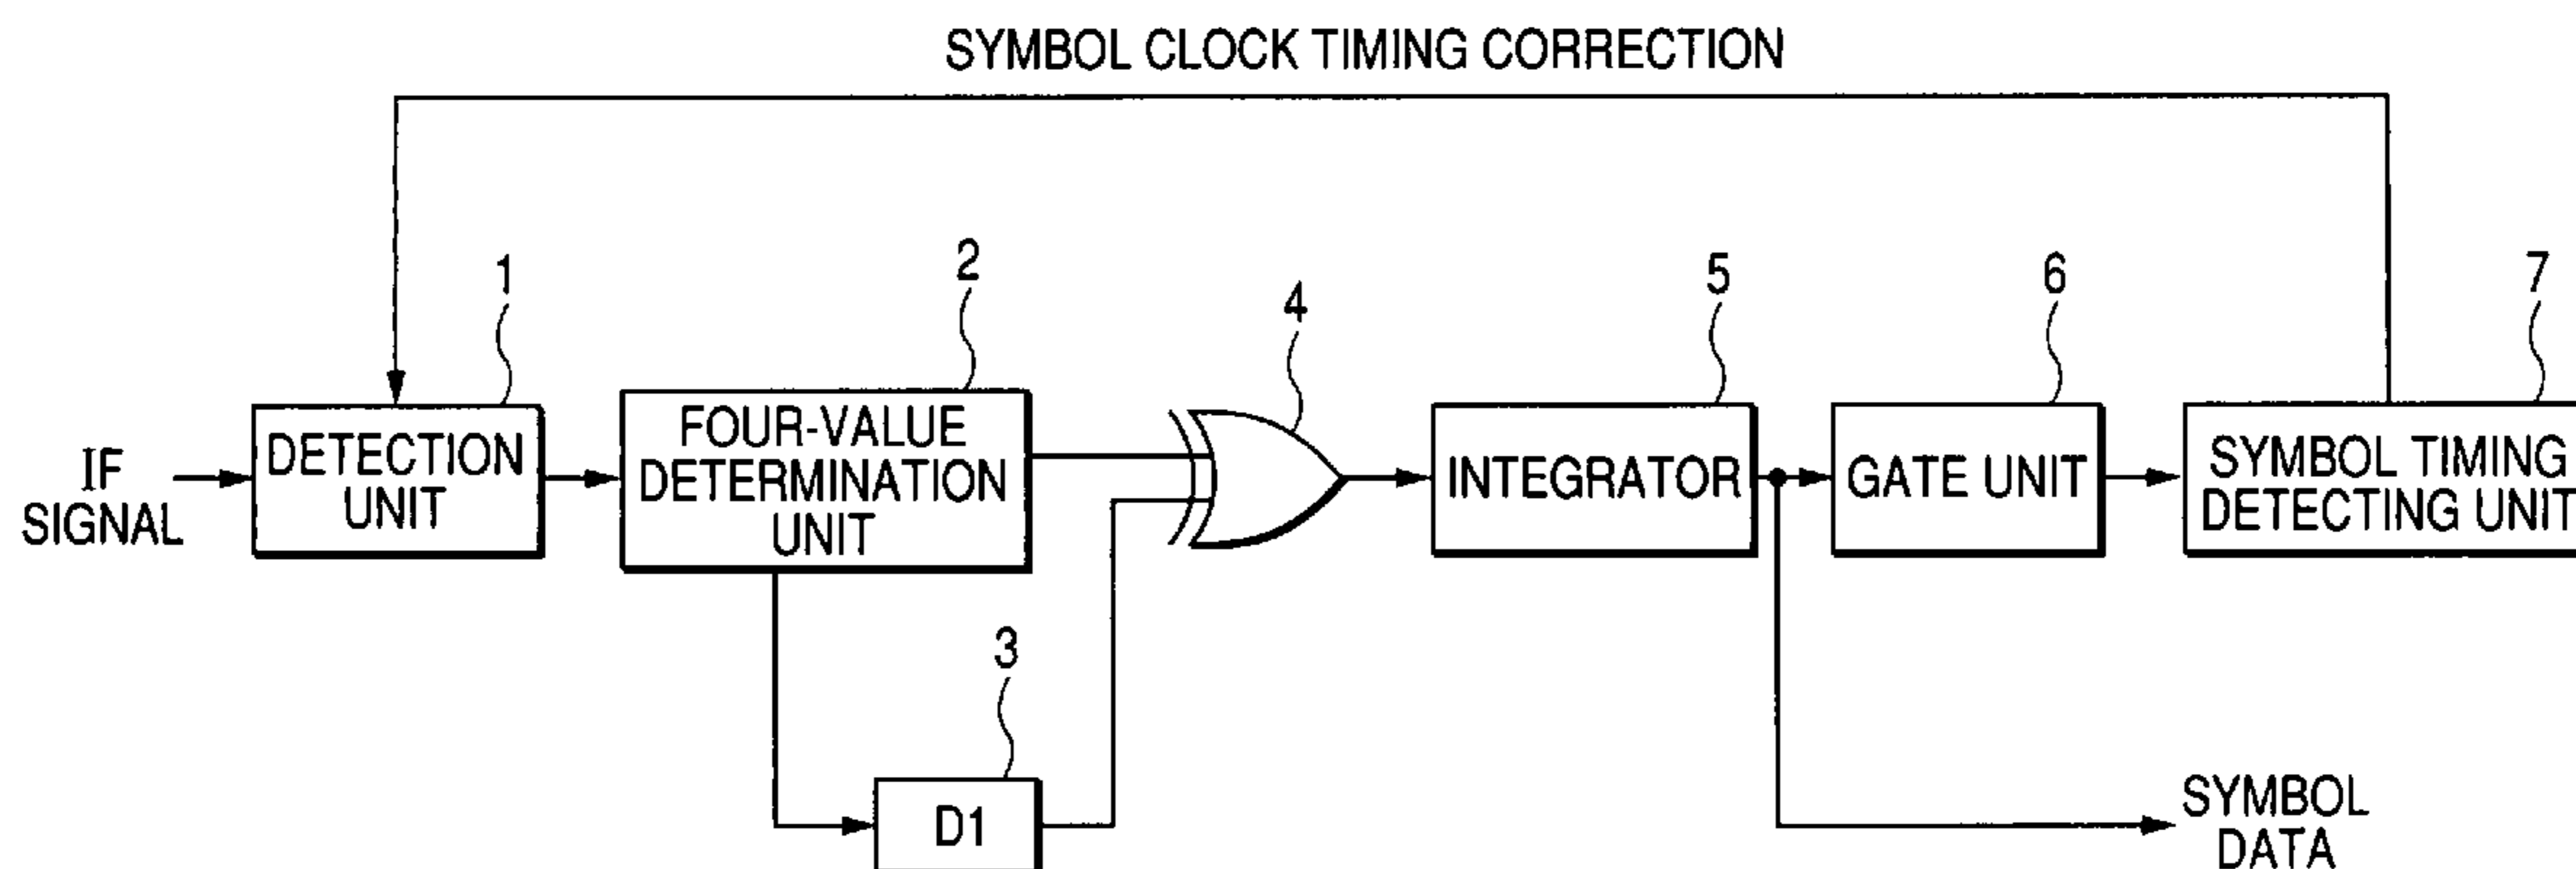 SYMBOL CLOCK TIMING CORRECTION
1
2
4
5
6
7
IF
SIGNAL
DETECTION
UNIT
FOUR-VALUE
DETERMINATION
UNIT
INTEGRATOR
GATE UNIT
SYMBOL TIMING
DETECTING UNIT
3
D1
SYMBOL
DATA